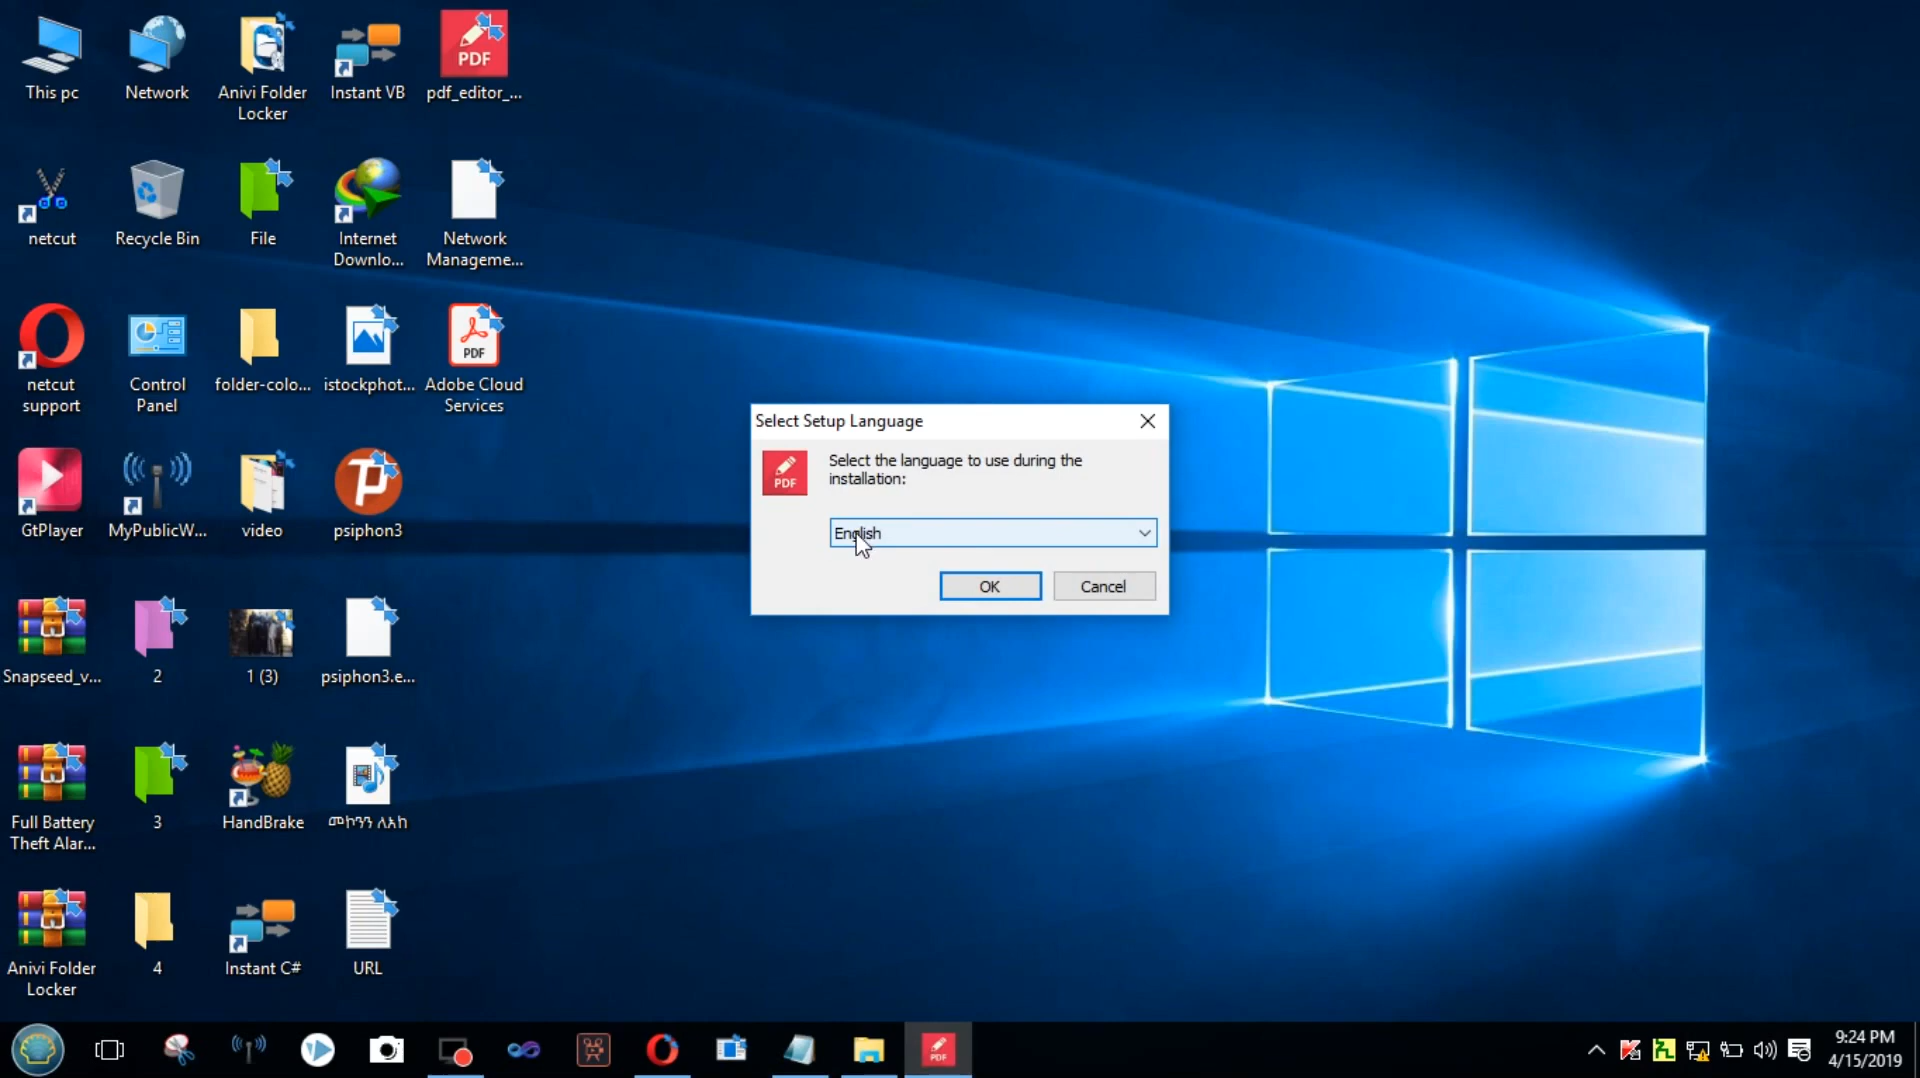 This pc
Network
Anivi Folder
Locker
Instant VB
PDF
pdf_editor_...
netcut
Recycle Bin
File
Internet
Downlo...
Network
Manageme...
netcut
support
Control
Panel
folder-colo...
istockphot...
PDF
Adobe Cloud
Services
GtPlayer
MyPublicW...
video
psiphon3
Snapseed_v...
2
1 (3)
psiphon3.e...
Full Battery
Theft Alar...
3
HandBrake
መኮንን ለእከ
Anivi Folder
Locker
4
Instant C#
URL
Select Setup Language
PDF
Select the language to use during the
installation:
English
OK
Cancel
PDF
9:24 PM
4/15/2019